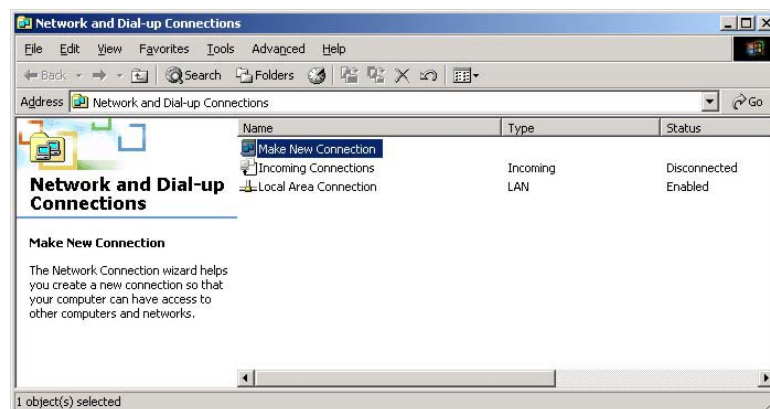 Network and Dial-up Connections
File Edit View Favorites Tools Advanced Help
Back Search Folders
Address Network and Dial-up Connections Go
Name Type Status
Make New Connection
Incoming Connections Incoming Disconnected
Local Area Connection LAN Enabled
Network and Dial-up
Connections
Make New Connection
The Network Connection wizard helps
you create a new connection so that
your computer can have access to
other computers and networks.
1 object(s) selected